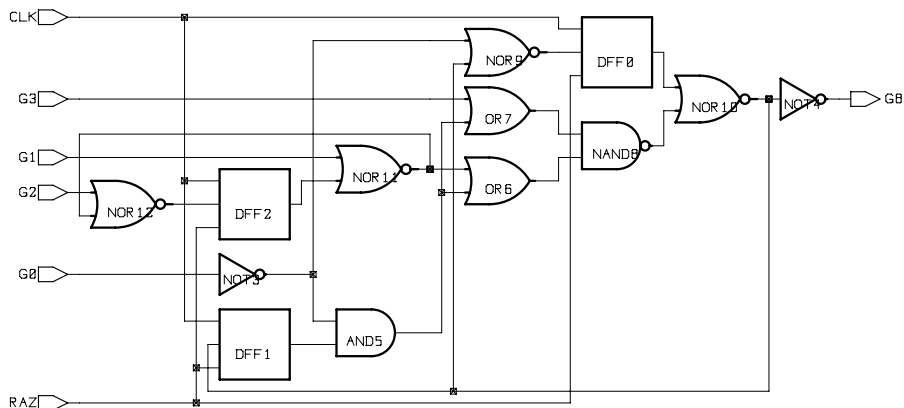 CLK
NOR9
DFF0
G3
OR7
NOR10
NOT4
G8
G1
NOR11
NAND8
G2
NOR12
DFF2
OR6
G0
NOT3
DFF1
AND5
RAZ